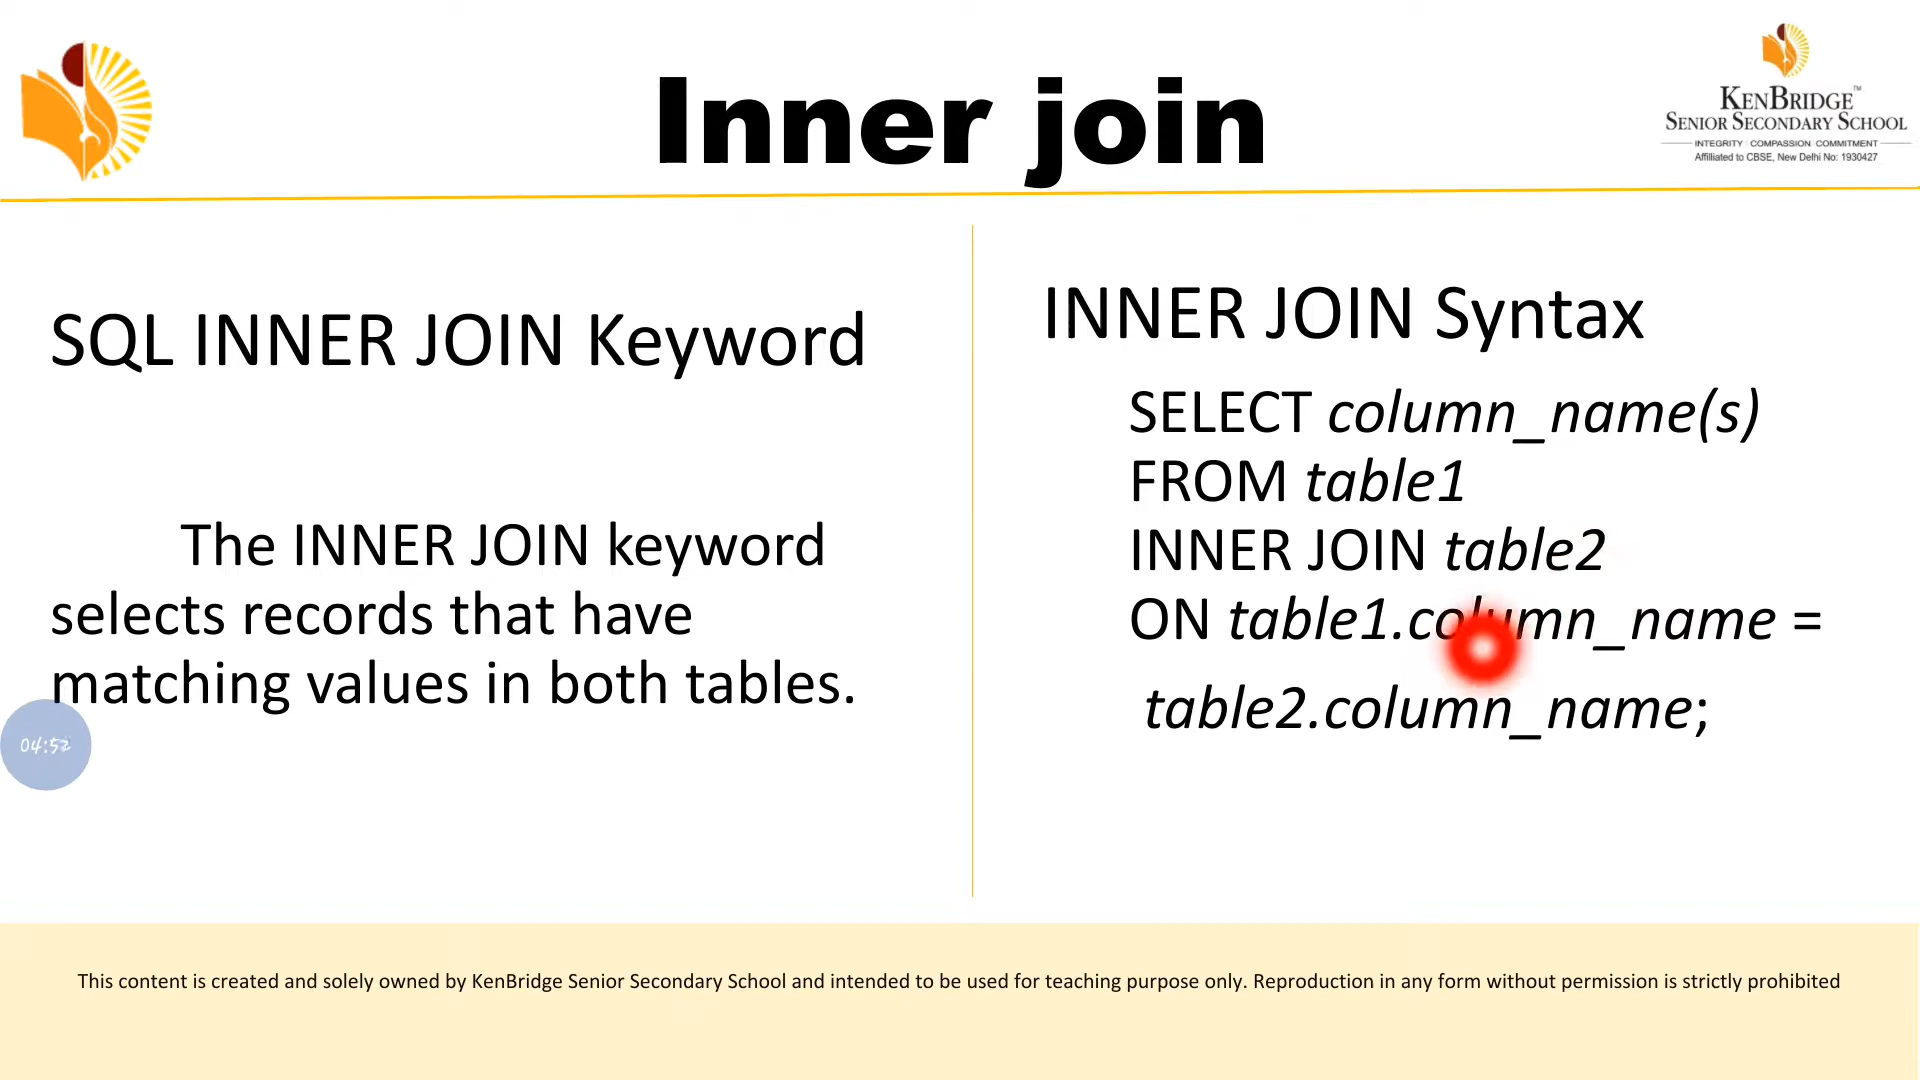 Inner join
KENBRIDGE™
SENIOR SECONDARY SCHOOL
INTEGRITY | COMPASSION | COMMITMENT
Affiliated to CBSE, New Delhi No: 1930427
SQL INNER JOIN Keyword
The INNER JOIN keyword
selects records that have
matching values in both tables.
04:52
INNER JOIN Syntax
SELECT column_name(s)
FROM table1
INNER JOIN table2
ON table1.column_name =
table2.column_name;
This content is created and solely owned by KenBridge Senior Secondary School and intended to be used for teaching purpose only. Reproduction in any form without permission is strictly prohibited